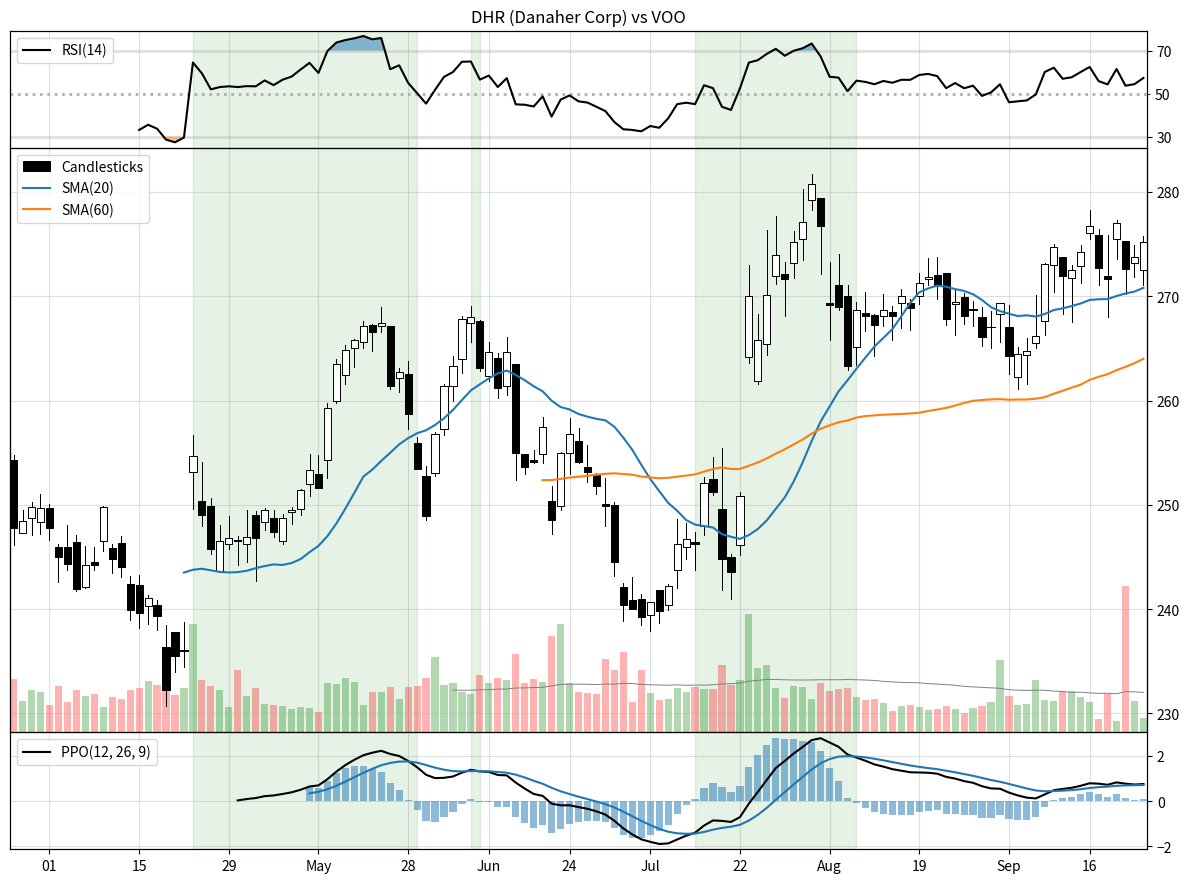 DHR (Danaher Corp) vs VOO
RSI(14)
70
50
30
Candlesticks
SMA(20)
SMA(60)
280
270
260
250
240
230
PPO(12, 26, 9)
2
0
−2
01 15 29 May 28 Jun 24 Jul 22 Aug 19 Sep 16